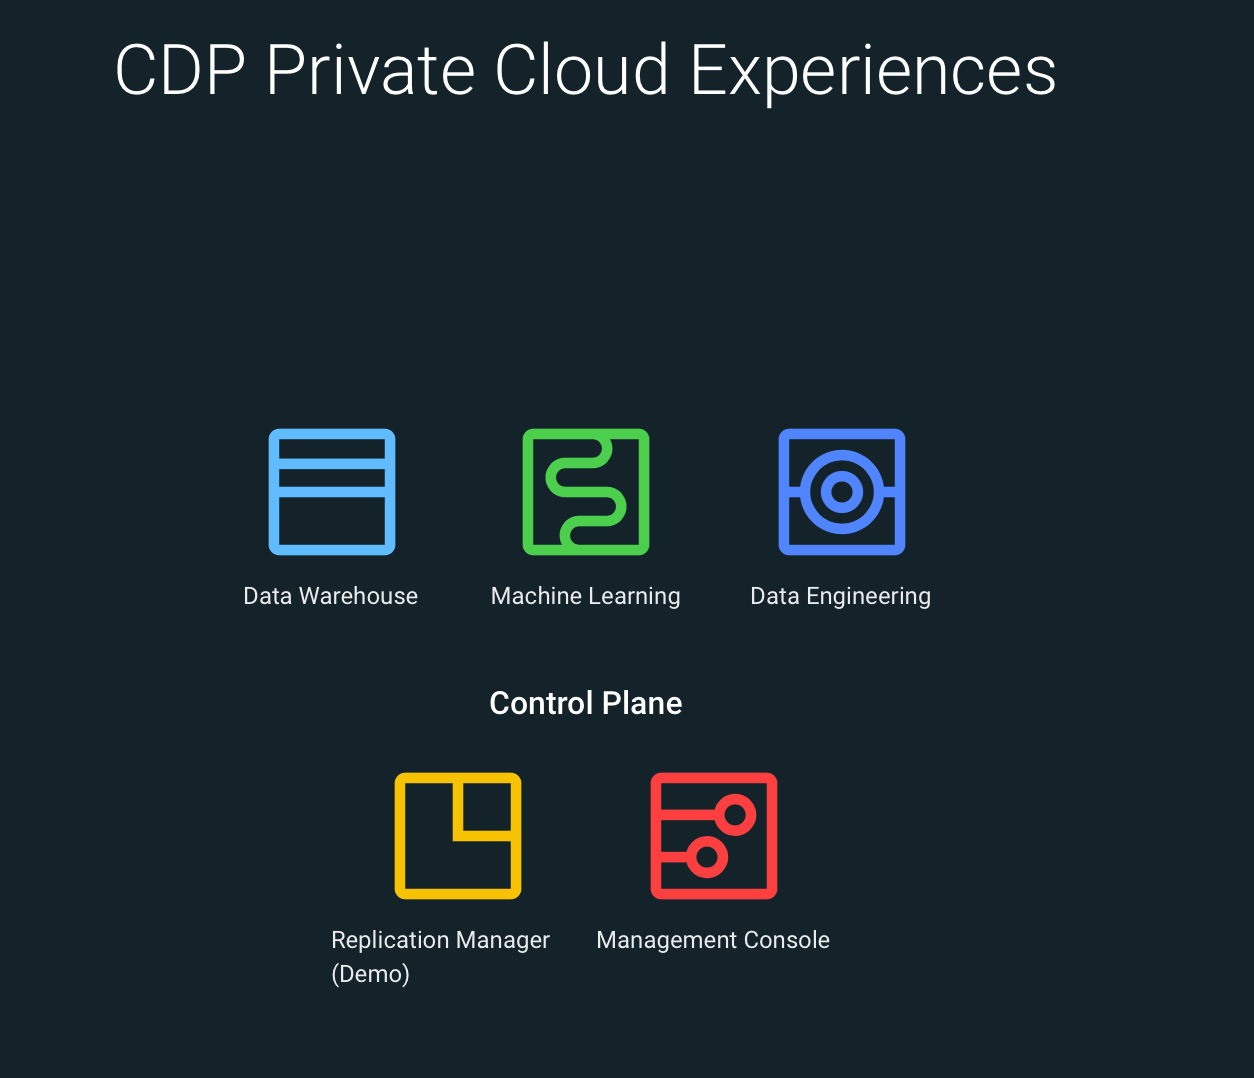 CDP Private Cloud Experiences
Data Warehouse
Machine Learning
Data Engineering
Control Plane
Replication Manager
(Demo)
Management Console